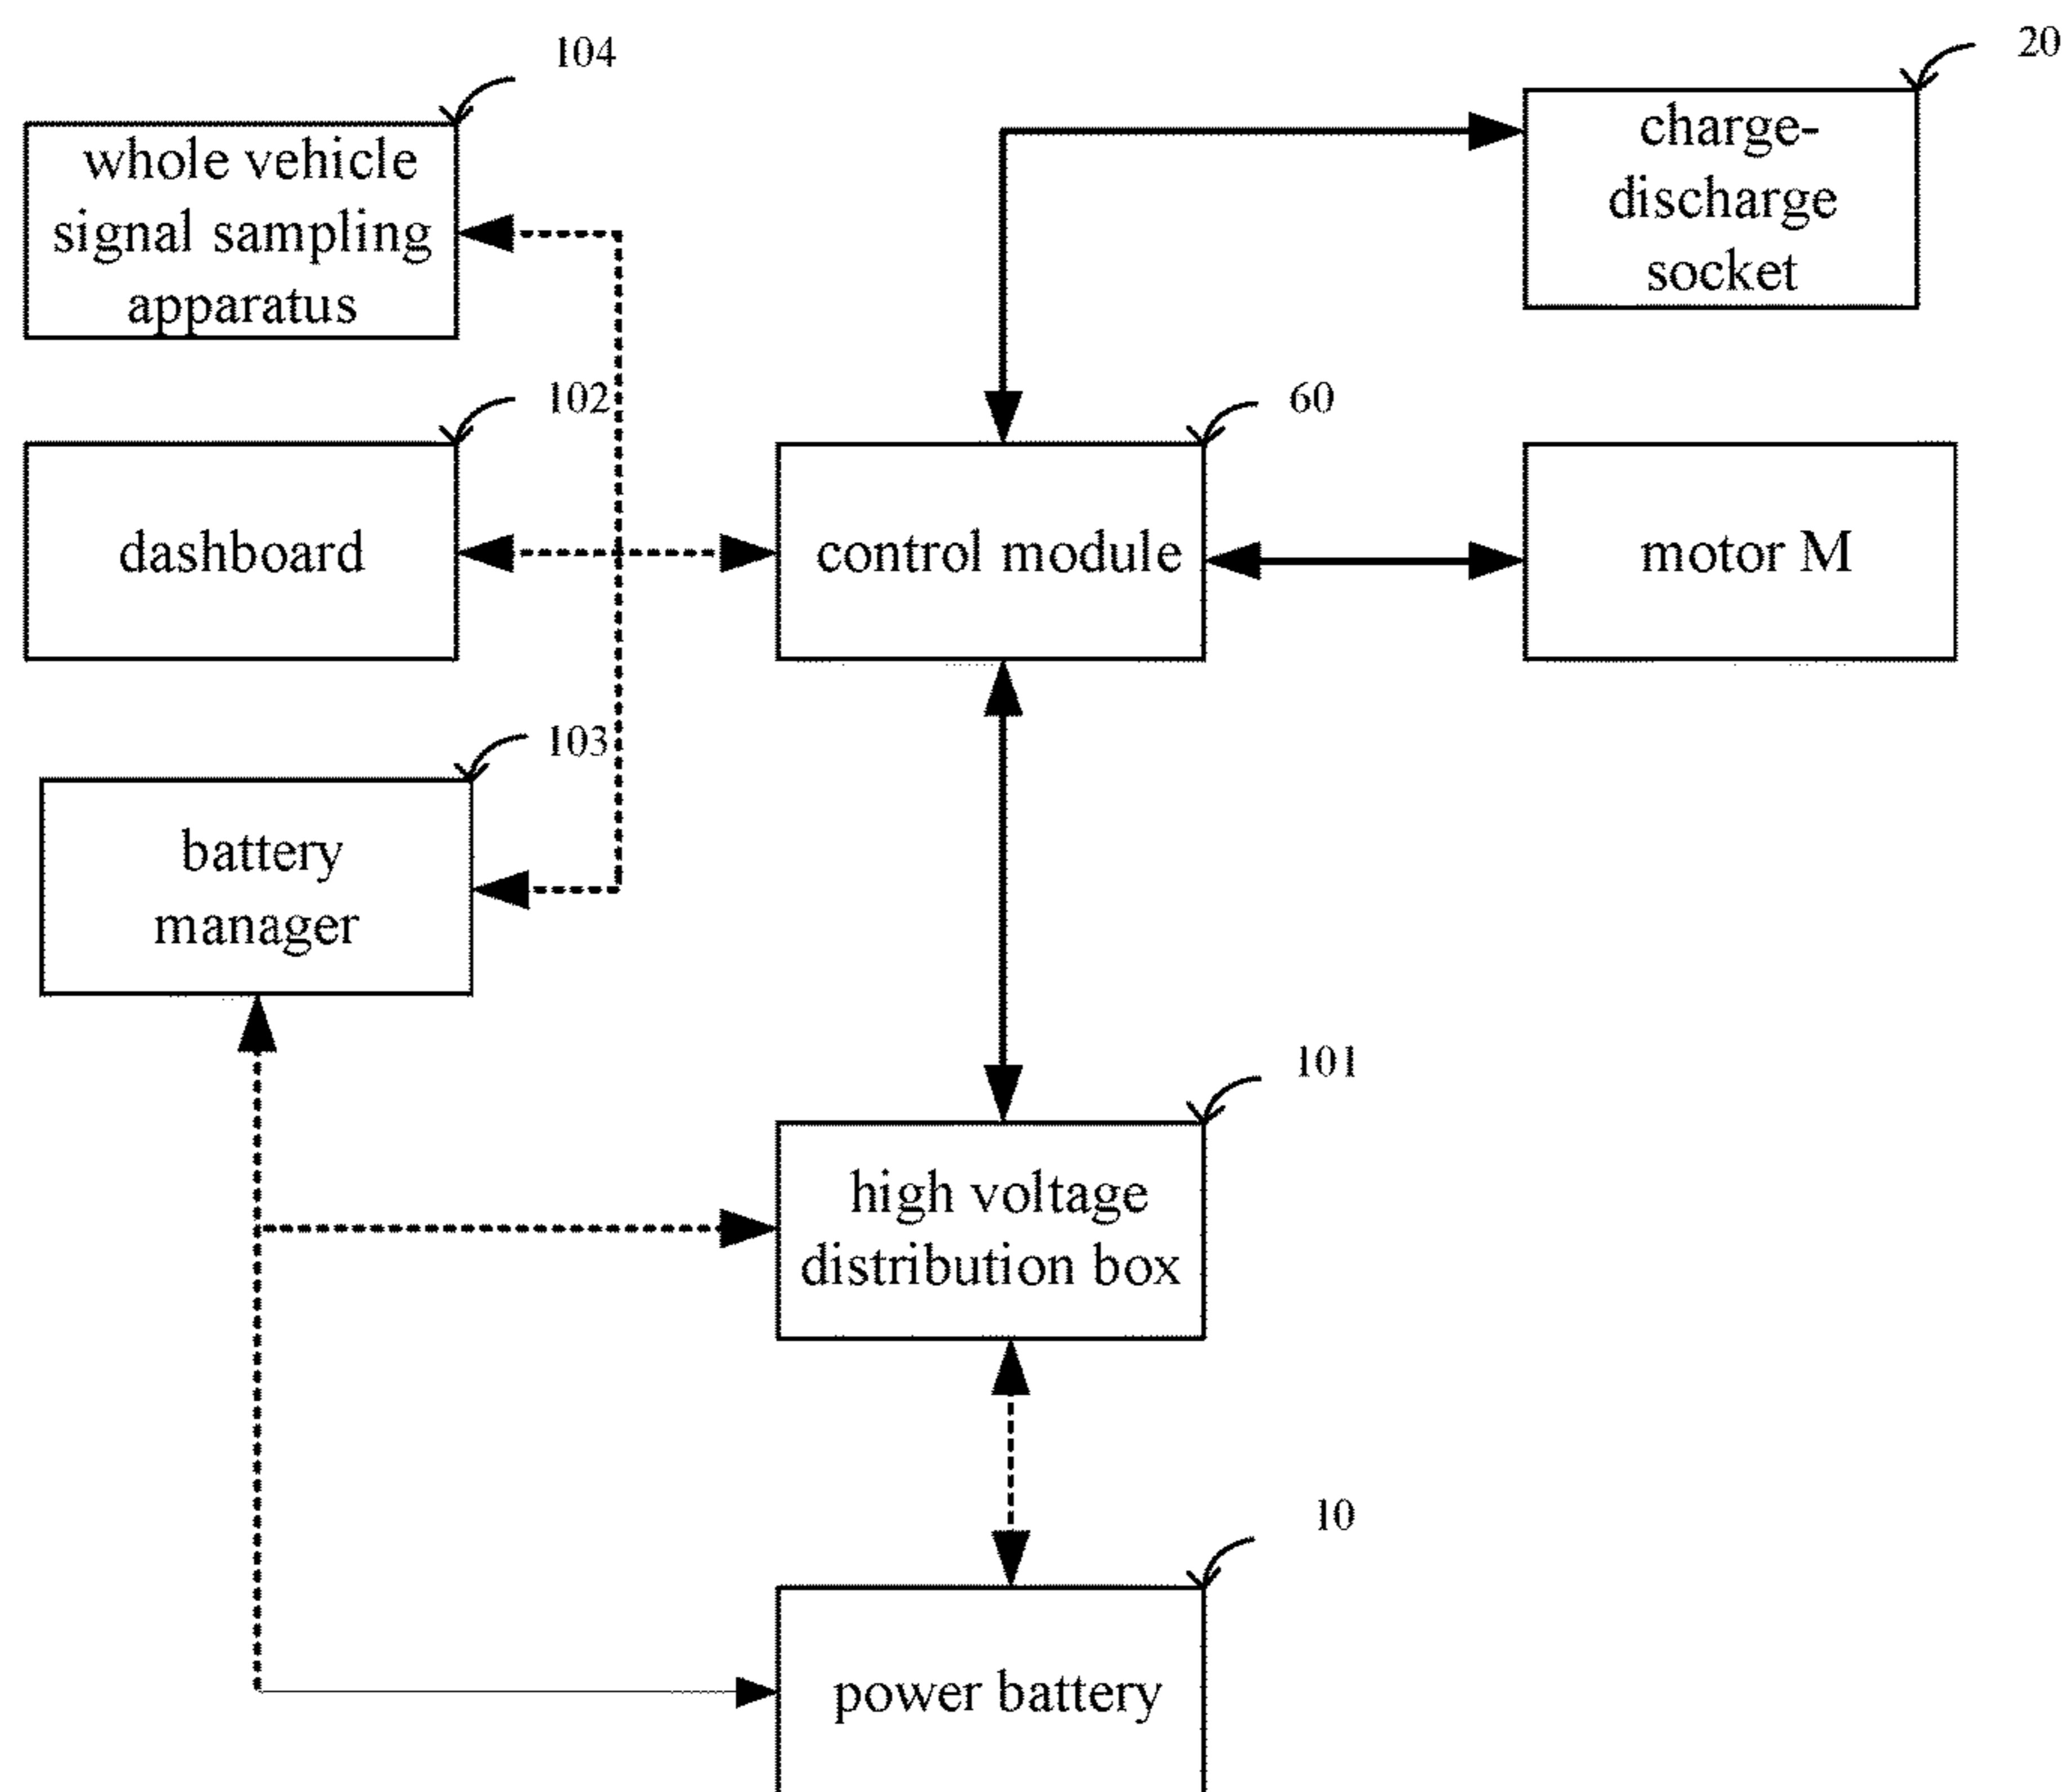 104
20
whole vehicle
signal sampling
apparatus
charge-
discharge
socket
102
60
dashboard
control module
motor M
103
battery
manager
101
high voltage
distribution box
10
power battery